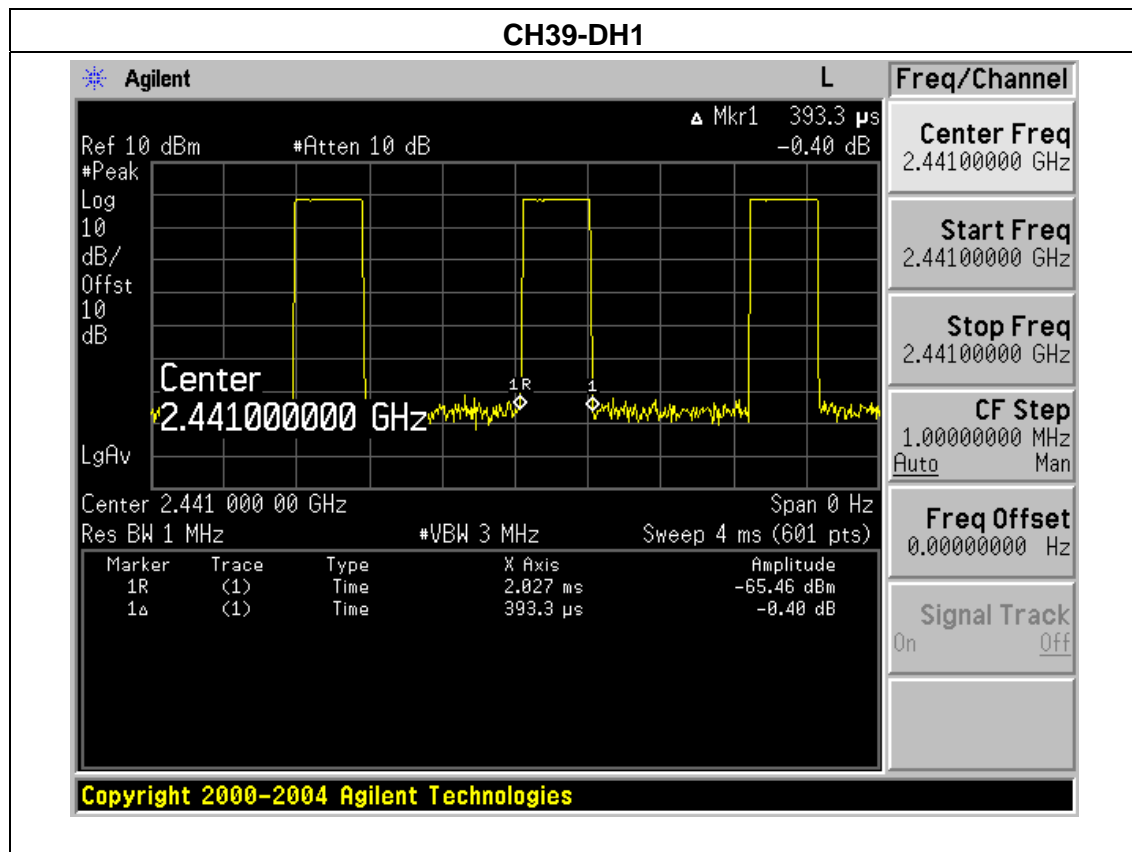 CH39-DH1
Agilent L
Freq/Channel
Δ Mkr1 393.3 µs
Ref 10 dBm #Atten 10 dB -0.40 dB
#Peak
Log
10
dB/
Offst
10
dB
1R 1
Center
2.441000000 GHz
LgAv
Center 2.441 000 00 GHz Span 0 Hz
Res BW 1 MHz #VBW 3 MHz Sweep 4 ms (601 pts)
Marker Trace Type X Axis Amplitude
1R (1) Time 2.027 ms -65.46 dBm
1Δ (1) Time 393.3 µs -0.40 dB
Center Freq
2.44100000 GHz
Start Freq
2.44100000 GHz
Stop Freq
2.44100000 GHz
CF Step
1.00000000 MHz
Auto Man
Freq Offset
0.00000000 Hz
Signal Track
On Off
Copyright 2000-2004 Agilent Technologies